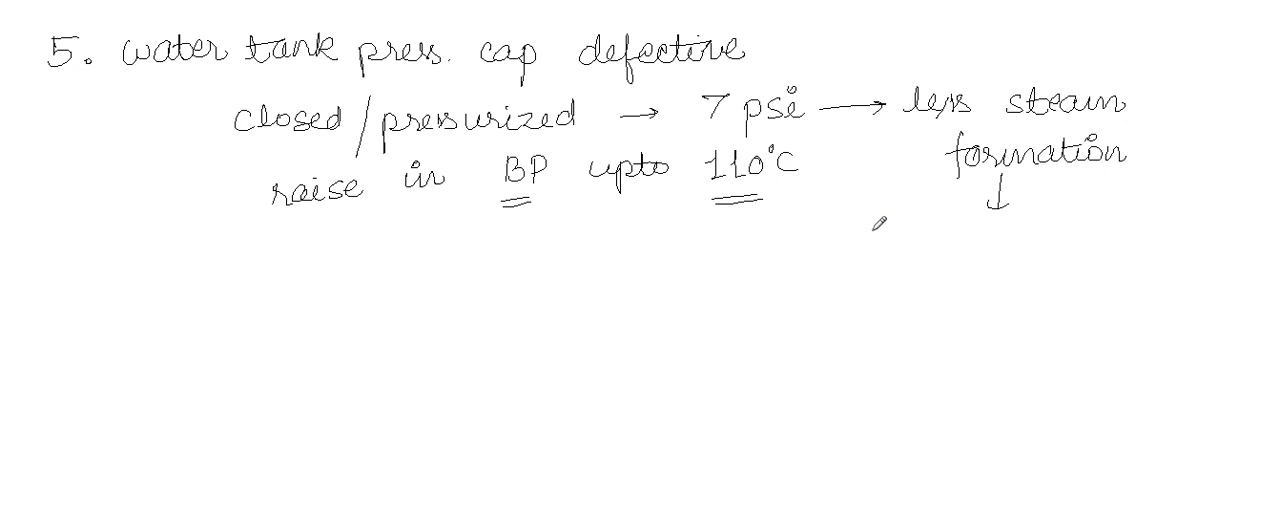 5. water tank press. cap defective
closed/pressurized → 7 psi → less steam formation ↓
raise in BP upto 110°C